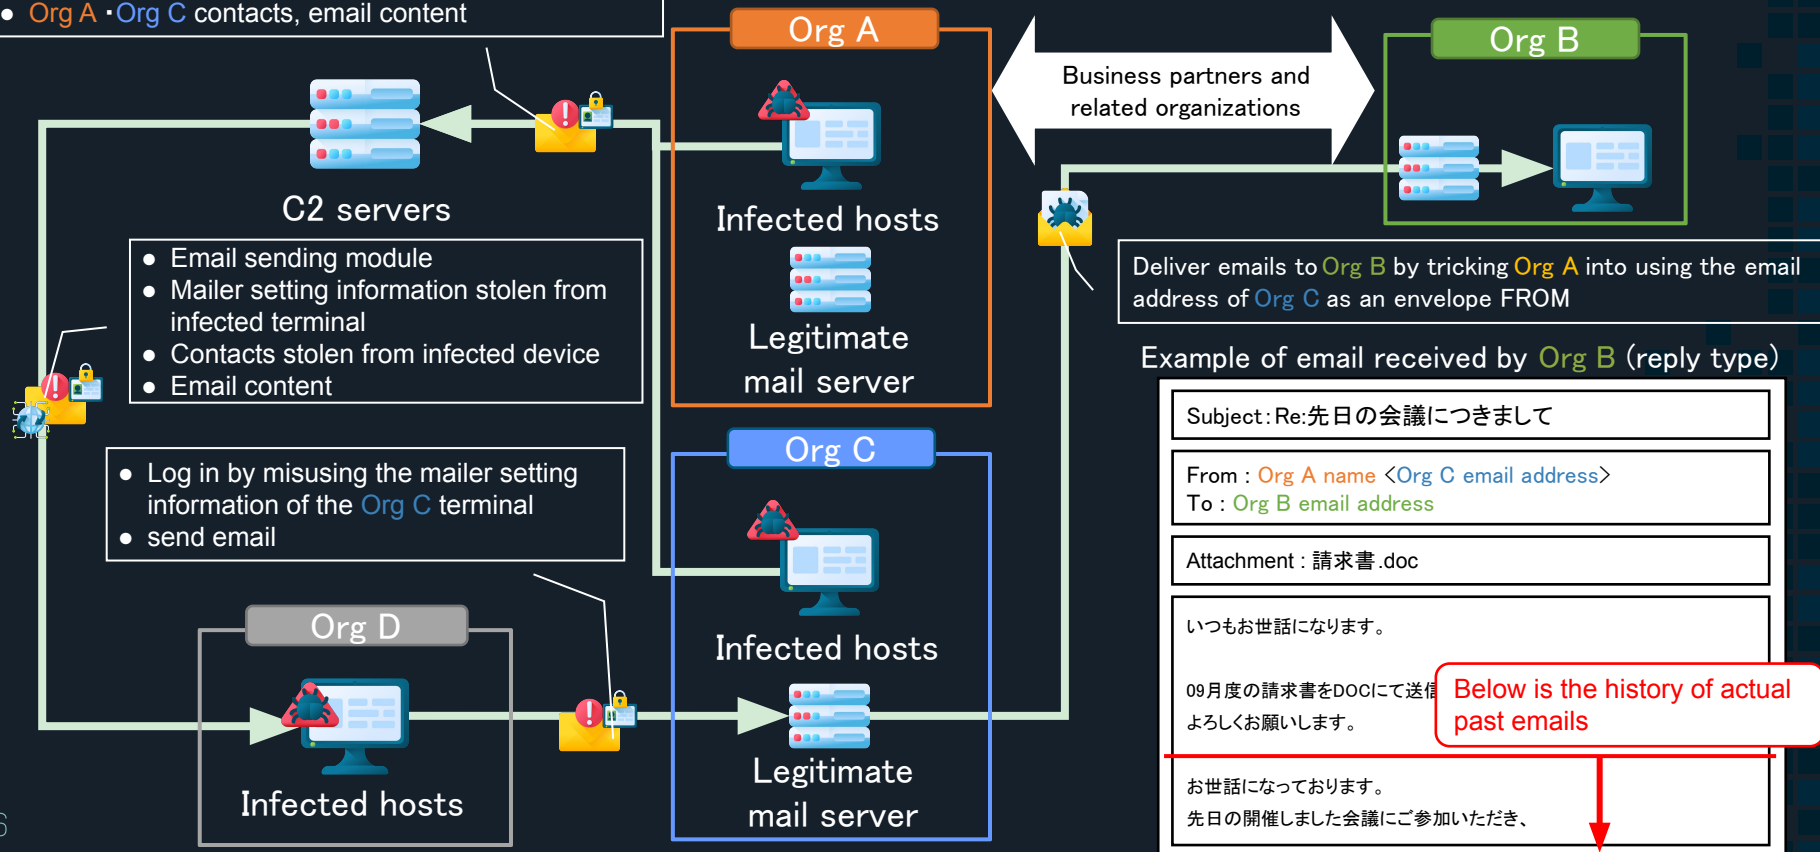 ● Org A・Org C contacts, email content
Org A
Business partners and
related organizations
Org B
C2 servers
Infected hosts
● Email sending module
● Mailer setting information stolen from
infected terminal
● Contacts stolen from infected device
● Email content
Legitimate
mail server
Deliver emails to Org B by tricking Org A into using the email
address of Org C as an envelope FROM
Example of email received by Org B (reply type)
Subject:Re:先日の会議につきまして
From : Org A name <Org C email address>
To : Org B email address
Attachment : 請求書.doc
いつもお世話になります。
09月度の請求書をDOCにて送信
よろしくお願いします。
Below is the history of actual
past emails
お世話になっております。
先日の開催しました会議にご参加いただき、
Org C
● Log in by misusing the mailer setting
information of the Org C terminal
● send email
Infected hosts
Org D
Infected hosts
Legitimate
mail server
6